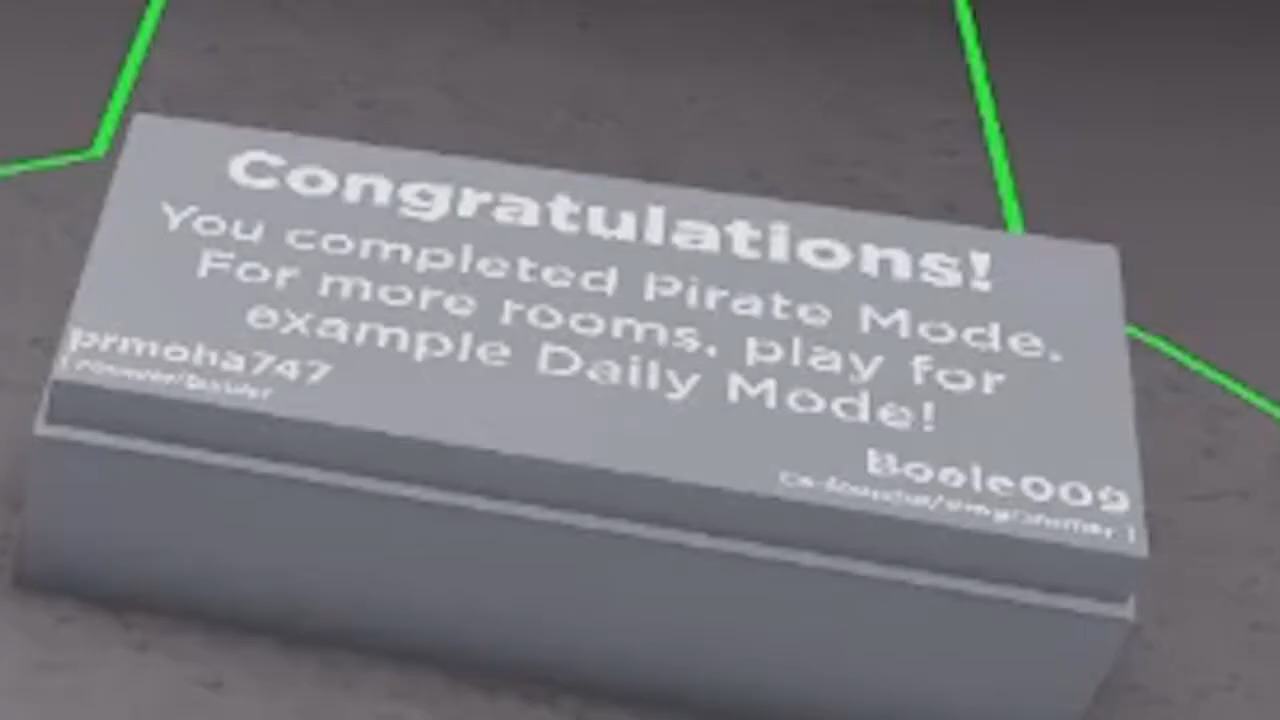 Congratulations!
You completed Pirate Mode.
For more rooms, play for
example Daily Mode!
prmoha747
Boole009